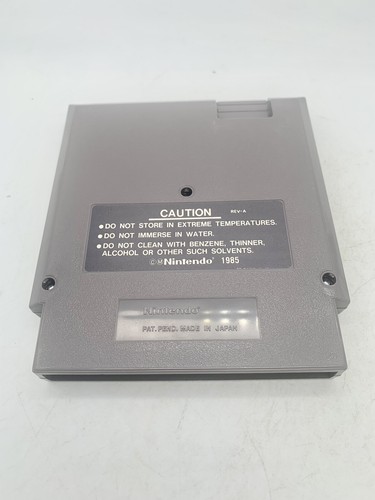 CAUTION REV-A
• DO NOT STORE IN EXTREME TEMPERATURES.
• DO NOT IMMERSE IN WATER.
• DO NOT CLEAN WITH BENZENE, THINNER,
ALCOHOL OR OTHER SUCH SOLVENTS.
©Ⓜ Nintendo® 1985
Nintendo®
PAT. PEND. MADE IN JAPAN